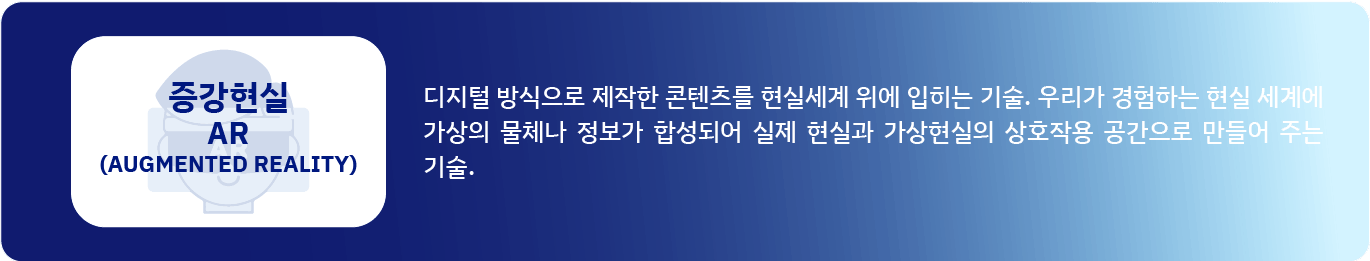 증강현실
AR
(AUGMENTED REALITY)
AR
디지털 방식으로 제작한 콘텐츠를 현실세계 위에 입히는 기술. 우리가 경험하는 현실 세계에
가상의 물체나 정보가 합성되어 실제 현실과 가상현실의 상호작용 공간으로 만들어 주는
기술.